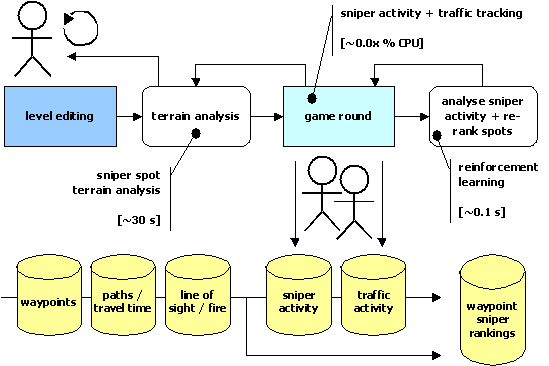 sniper activity + traffic tracking
[~0.0x % CPU]
level editing
terrain analysis
game round
analyse sniper
activity + re-
rank spots
sniper spot
terrain analysis
[~30 s]
reinforcement
learning
[~0.1 s]
waypoints
paths /
travel time
line of
sight / fire
sniper
activity
traffic
activity
waypoint
sniper
rankings